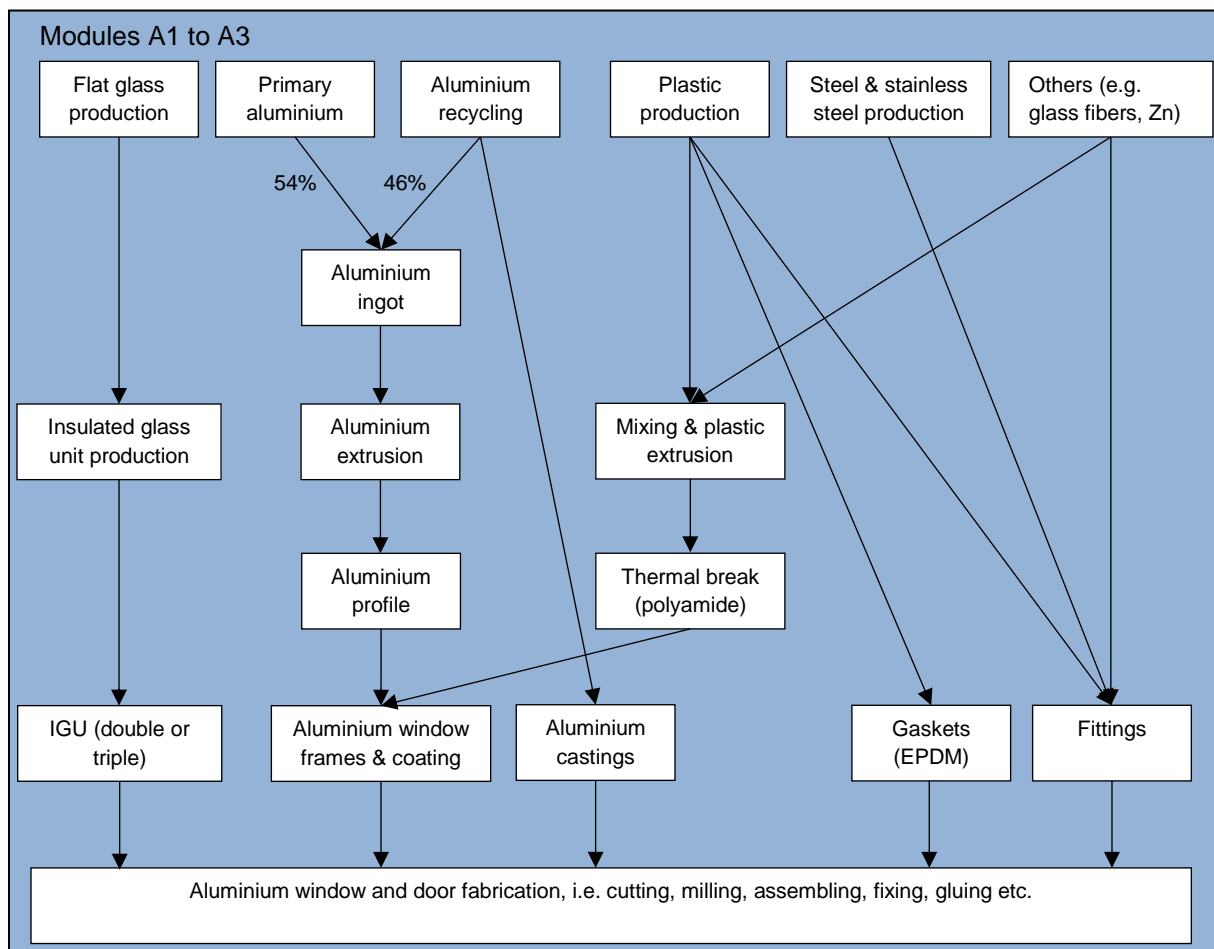 Modules A1 to A3
Flat glass
production
Primary
aluminium
Aluminium
recycling
Plastic
production
Steel & stainless
steel production
Others (e.g.
glass fibers, Zn)
54%
46%
Aluminium
ingot
Insulated glass
unit production
Aluminium
extrusion
Mixing & plastic
extrusion
Aluminium
profile
Thermal break
(polyamide)
IGU (double or
triple)
Aluminium window
frames & coating
Aluminium
castings
Gaskets
(EPDM)
Fittings
Aluminium window and door fabrication, i.e. cutting, milling, assembling, fixing, gluing etc.